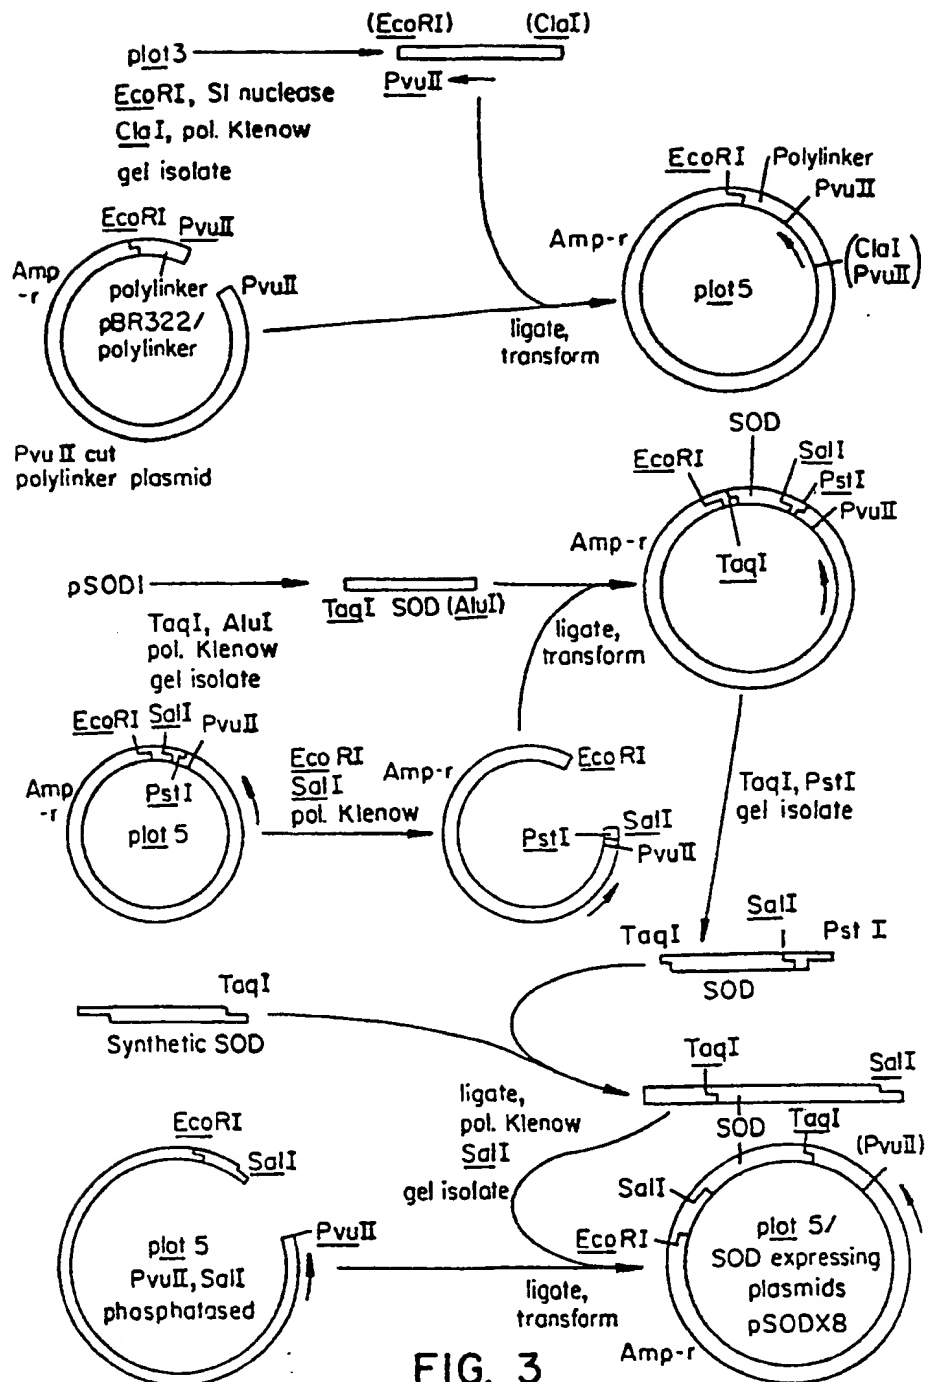 (EcoRI) (ClaI)
plot3
PvuII
EcoRI, SI nuclease
ClaI, pol. Klenow
gel isolate
EcoRI Polylinker
PvuII
Amp-r
(ClaI
PvuII)
plot5
EcoRI PvuII
Amp
-r
polylinker
PvuII
pBR322/
polylinker
ligate,
transform
Pvu II cut
polylinker plasmid
SOD
EcoRI SalI
PstI
PvuII
Amp-r
TaqI
pSODI
TaqI SOD (AluI)
TaqI, AluI
pol. Klenow
gel isolate
ligate,
transform
EcoRI SalI PvuII
Amp
-r
PstI
plot 5
Eco RI
SalI
pol. Klenow
Amp-r
EcoRI
PstI
SalI
PvuII
TaqI, PstI
gel isolate
TaqI SalI Pst I
SOD
TaqI
Synthetic SOD
TaqI SalI
ligate,
pol. Klenow
SalI
gel isolate
SOD TaqI
(PvuII)
SalI
EcoRI
plot 5/
SOD expressing
plasmids
pSODX8
Amp-r
EcoRI
SalI
PvuII
plot 5
PvuII, SalI
phosphatased
ligate,
transform
FIG. 3